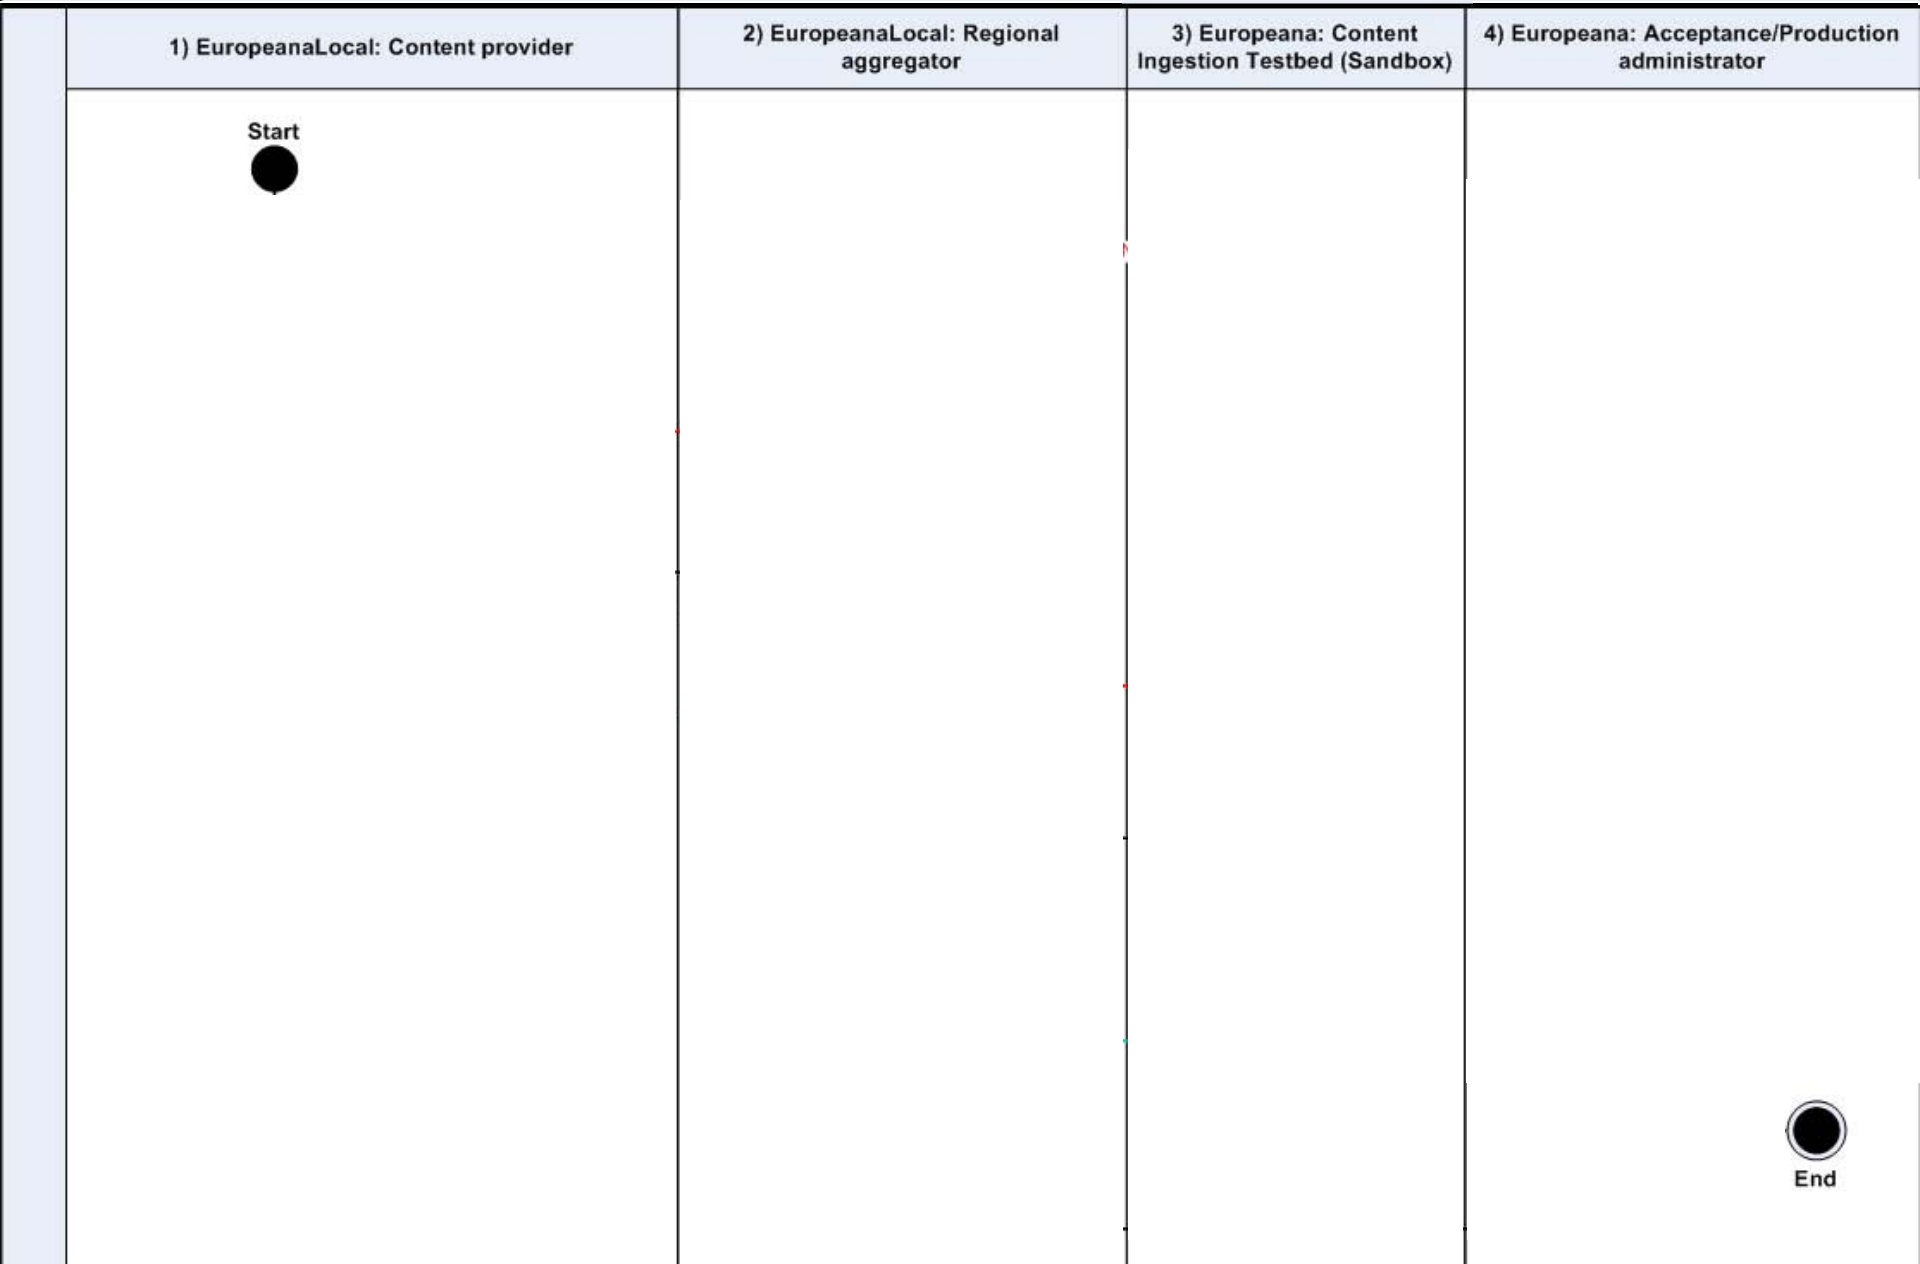 1) EuropeanaLocal: Content provider
2) EuropeanaLocal: Regional
aggregator
3) Europeana: Content
Ingestion Testbed (Sandbox)
4) Europeana: Acceptance/Production
administrator
Start
End